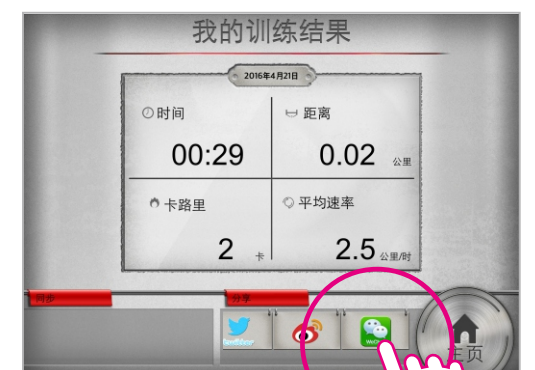 我的训练结果
2016年4月21日
时间
距离
00:29
0.02 公里
卡路里
平均速率
2 卡
2.5 公里/时
同步
分享
twitter
主页